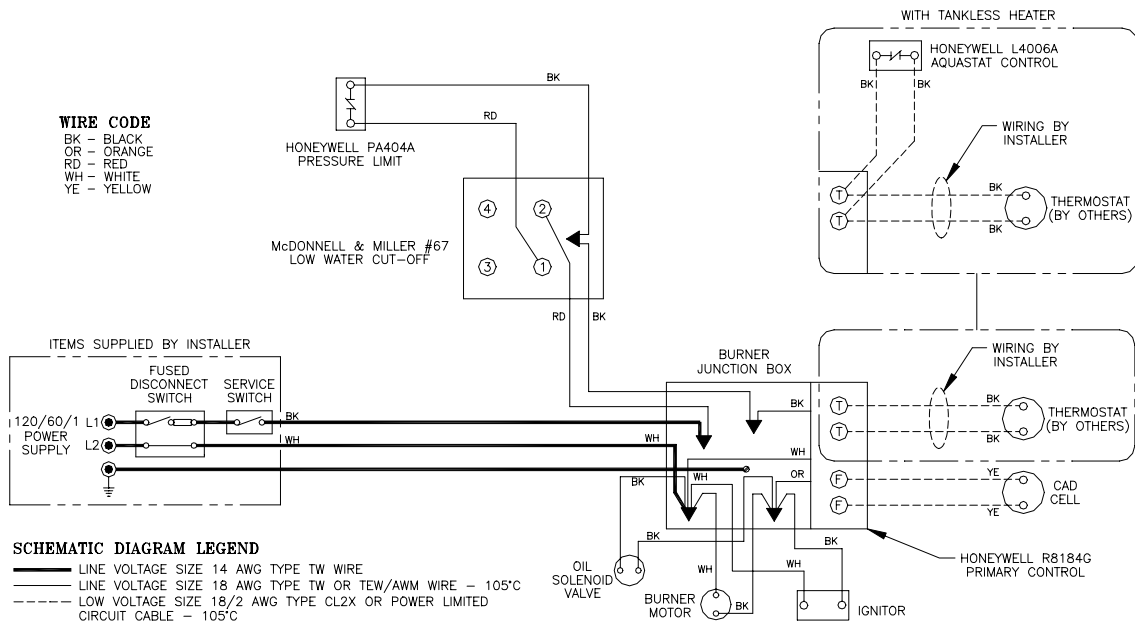 WITH TANKLESS HEATER
HONEYWELL L4006A
AQUASTAT CONTROL
BK
BK
WIRING BY
INSTALLER
T
T
BK
BK
THERMOSTAT
(BY OTHERS)
WIRE CODE
BK - BLACK
OR - ORANGE
RD - RED
WH - WHITE
YE - YELLOW
BK
RD
HONEYWELL PA404A
PRESSURE LIMIT
4
2
3
1
McDONNELL & MILLER #67
LOW WATER CUT-OFF
RD
BK
ITEMS SUPPLIED BY INSTALLER
FUSED
DISCONNECT
SWITCH
SERVICE
SWITCH
120/60/1
POWER
SUPPLY
L1
L2
BK
WH
BURNER
JUNCTION BOX
WH
BK
WH
OR
BK
WH
BK
WH
BK
WH
T
T
F
F
WIRING BY
INSTALLER
BK
BK
THERMOSTAT
(BY OTHERS)
YE
YE
CAD
CELL
HONEYWELL R8184G
PRIMARY CONTROL
OIL
SOLENOID
VALVE
BURNER
MOTOR
IGNITOR
SCHEMATIC DIAGRAM LEGEND
LINE VOLTAGE SIZE 14 AWG TYPE TW WIRE
LINE VOLTAGE SIZE 18 AWG TYPE TW OR TEW/AWM WIRE - 105°C
LOW VOLTAGE SIZE 18/2 AWG TYPE CL2X OR POWER LIMITED
CIRCUIT CABLE - 105°C